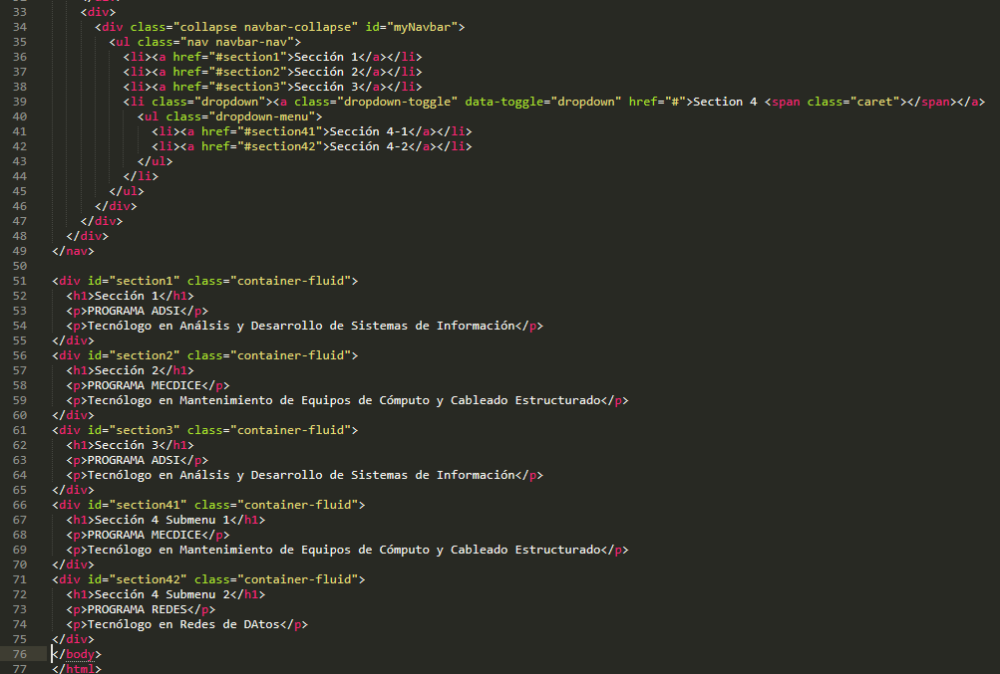 33 <div>
34 <div class="collapse navbar-collapse" id="myNavbar">
35 <ul class="nav navbar-nav">
36 <li><a href="#section1">Sección 1</a></li>
37 <li><a href="#section2">Sección 2</a></li>
38 <li><a href="#section3">Sección 3</a></li>
39 <li class="dropdown"><a class="dropdown-toggle" data-toggle="dropdown" href="#">Section 4 <span class="caret"></span></a>
40 <ul class="dropdown-menu">
41 <li><a href="#section41">Sección 4-1</a></li>
42 <li><a href="#section42">Sección 4-2</a></li>
43 </ul>
44 </li>
45 </ul>
46 </div>
47 </div>
48 </div>
49 </nav>
50
51 <div id="section1" class="container-fluid">
52 <h1>Sección 1</h1>
53 <p>PROGRAMA ADSI</p>
54 <p>Tecnólogo en Análsis y Desarrollo de Sistemas de Información</p>
55 </div>
56 <div id="section2" class="container-fluid">
57 <h1>Sección 2</h1>
58 <p>PROGRAMA MECDICE</p>
59 <p>Tecnólogo en Mantenimiento de Equipos de Cómputo y Cableado Estructurado</p>
60 </div>
61 <div id="section3" class="container-fluid">
62 <h1>Sección 3</h1>
63 <p>PROGRAMA ADSI</p>
64 <p>Tecnólogo en Análsis y Desarrollo de Sistemas de Información</p>
65 </div>
66 <div id="section41" class="container-fluid">
67 <h1>Sección 4 Submenu 1</h1>
68 <p>PROGRAMA MECDICE</p>
69 <p>Tecnólogo en Mantenimiento de Equipos de Cómputo y Cableado Estructurado</p>
70 </div>
71 <div id="section42" class="container-fluid">
72 <h1>Sección 4 Submenu 2</h1>
73 <p>PROGRAMA REDES</p>
74 <p>Tecnólogo en Redes de DAtos</p>
75 </div>
76 </body>
77 </html>